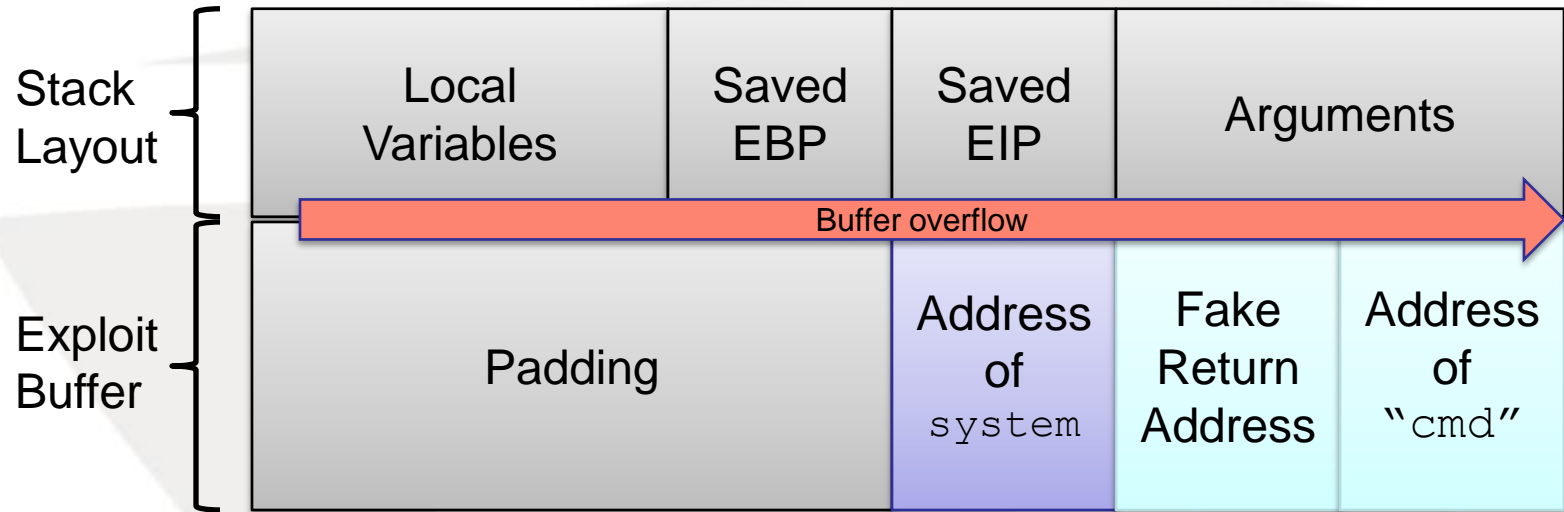 Stack
Layout
Local
Variables
Saved
EBP
Saved
EIP
Arguments
Buffer overflow
Exploit
Buffer
Padding
Address
of
system
Fake
Return
Address
Address
of
“cmd”